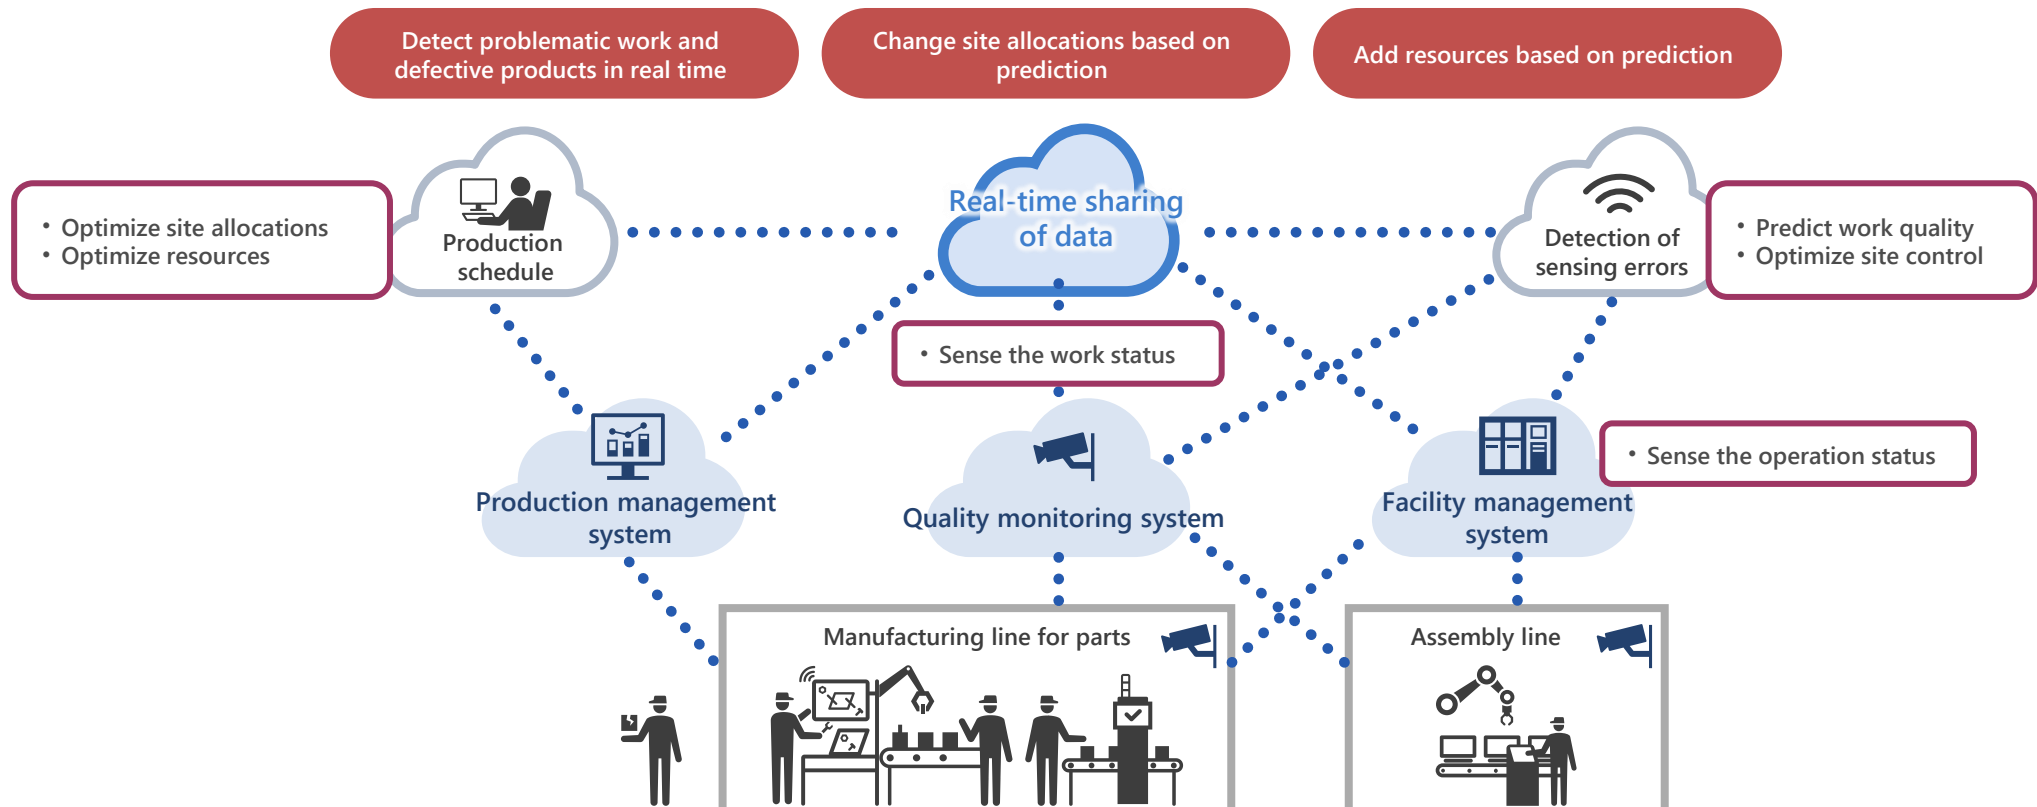 Detect problematic work and
defective products in real time
Change site allocations based on
prediction
Add resources based on prediction
• Optimize site allocations
• Optimize resources
Production
schedule
Real-time sharing
of data
Detection of
sensing errors
• Predict work quality
• Optimize site control
• Sense the work status
Production management
system
Quality monitoring system
Facility management
system
• Sense the operation status
Manufacturing line for parts
Assembly line